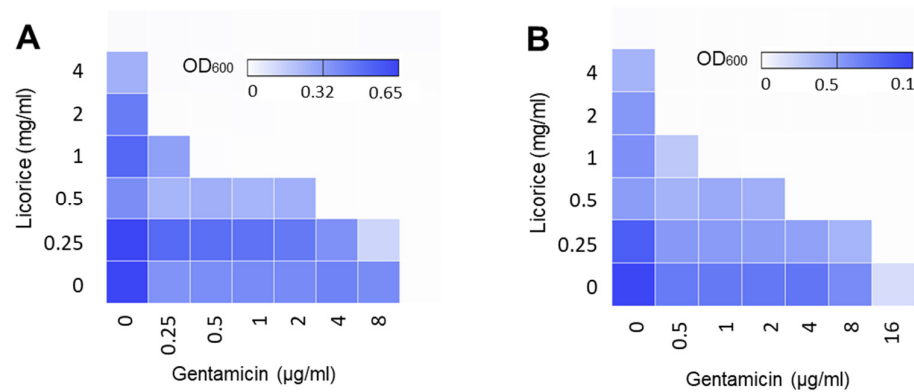 A
OD600
0 0.32 0.65
Licorice (mg/ml)
4
2
1
0.5
0.25
0
0 0.25 0.5 1 2 4 8
Gentamicin (µg/ml)
B
OD600
0 0.5 0.1
Licorice (mg/ml)
4
2
1
0.5
0.25
0
0 0.5 1 2 4 8 16
Gentamicin (µg/ml)